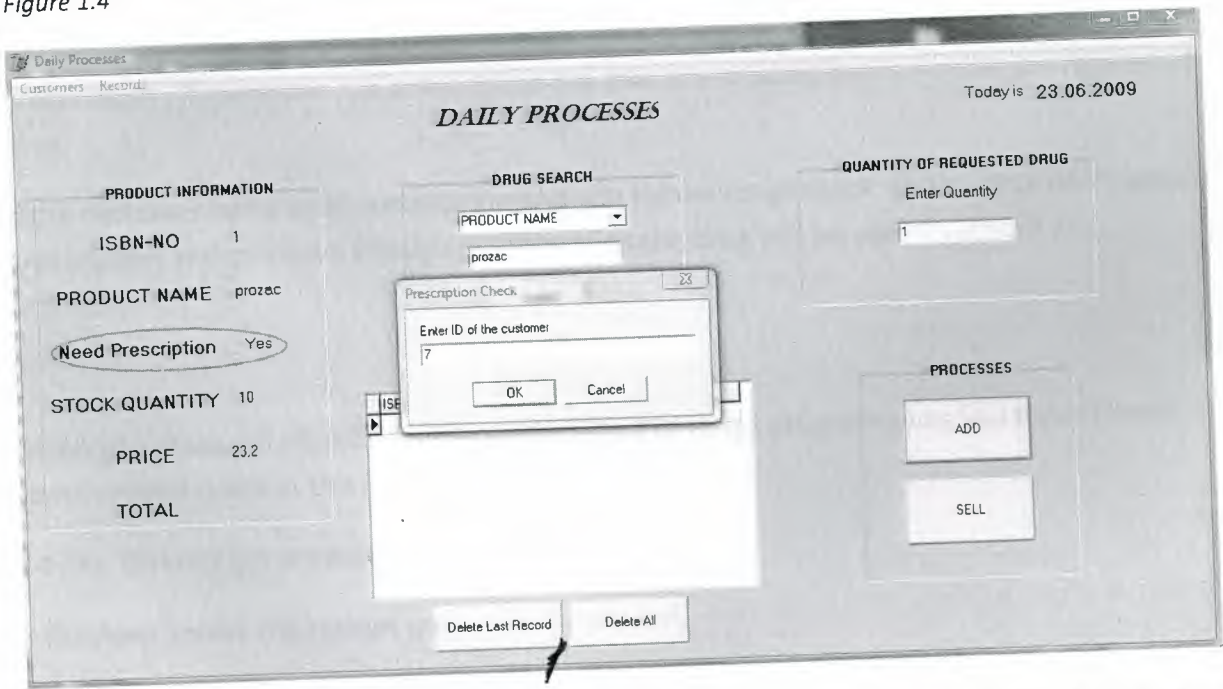 Figure 1.4
Daily Processes
Customers Records
Today is 23.06.2009
DAILY PROCESSES
PRODUCT INFORMATION
ISBN-NO 1
PRODUCT NAME prozac
Need Prescription Yes
STOCK QUANTITY 10
PRICE 23.2
TOTAL
DRUG SEARCH
PRODUCT NAME
prozac
Prescription Check
Enter ID of the customer
7
OK Cancel
Delete Last Record Delete All
QUANTITY OF REQUESTED DRUG
Enter Quantity
1
PROCESSES
ADD
SELL